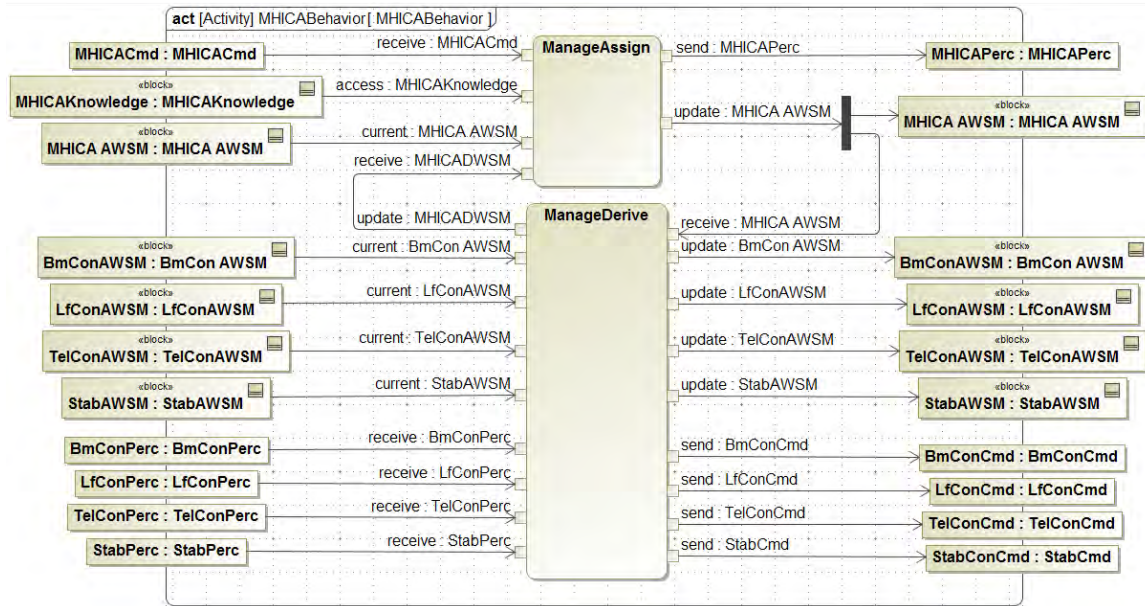 act [Activity] MHICABehavior[ MHICABehavior ]
MHICACmd : MHICACmd
receive : MHICACmd
ManageAssign
send : MHICAPerc
MHICAPerc : MHICAPerc
«block»
MHICAKnowledge : MHICAKnowledge
access : MHICAKnowledge
update : MHICA AWSM
«block»
MHICA AWSM : MHICA AWSM
«block»
MHICA AWSM : MHICA AWSM
current : MHICA AWSM
receive : MHICADWSM
update : MHICADWSM
ManageDerive
receive : MHICA AWSM
«block»
BmConAWSM : BmCon AWSM
current : BmCon AWSM
update : BmCon AWSM
«block»
BmConAWSM : BmCon AWSM
«block»
LfConAWSM : LfConAWSM
current : LfConAWSM
update : LfConAWSM
«block»
LfConAWSM : LfConAWSM
«block»
TelConAWSM : TelConAWSM
current : TelConAWSM
update : TelConAWSM
«block»
TelConAWSM : TelConAWSM
«block»
StabAWSM : StabAWSM
current : StabAWSM
update : StabAWSM
«block»
StabAWSM : StabAWSM
BmConPerc : BmConPerc
receive : BmConPerc
send : BmConCmd
BmConCmd : BmConCmd
LfConPerc : LfConPerc
receive : LfConPerc
send : LfConCmd
LfConCmd : LfConCmd
TelConPerc : TelConPerc
receive : TelConPerc
send : TelConCmd
TelConCmd : TelConCmd
StabPerc : StabPerc
receive : StabPerc
send : StabCmd
StabConCmd : StabCmd